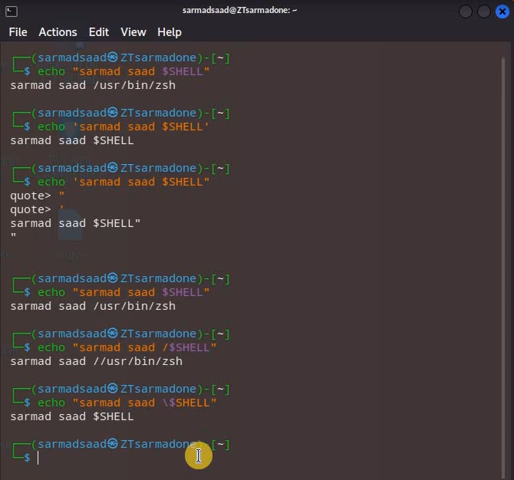 sarmadsaad@ZTsarmadone: ~
File Actions Edit View Help
┌──(sarmadsaad㉿ZTsarmadone)-[~]
└─$ echo "sarmad saad $SHELL"
sarmad saad /usr/bin/zsh
┌──(sarmadsaad㉿ZTsarmadone)-[~]
└─$ echo 'sarmad saad $SHELL'
sarmad saad $SHELL
┌──(sarmadsaad㉿ZTsarmadone)-[~]
└─$ echo 'sarmad saad $SHELL"
quote> "
quote> '
sarmad saad $SHELL"
"
┌──(sarmadsaad㉿ZTsarmadone)-[~]
└─$ echo "sarmad saad $SHELL"
sarmad saad /usr/bin/zsh
┌──(sarmadsaad㉿ZTsarmadone)-[~]
└─$ echo "sarmad saad /$SHELL"
sarmad saad //usr/bin/zsh
┌──(sarmadsaad㉿ZTsarmadone)-[~]
└─$ echo "sarmad saad \$SHELL"
sarmad saad $SHELL
┌──(sarmadsaad㉿ZTsarmadone)-[~]
└─$